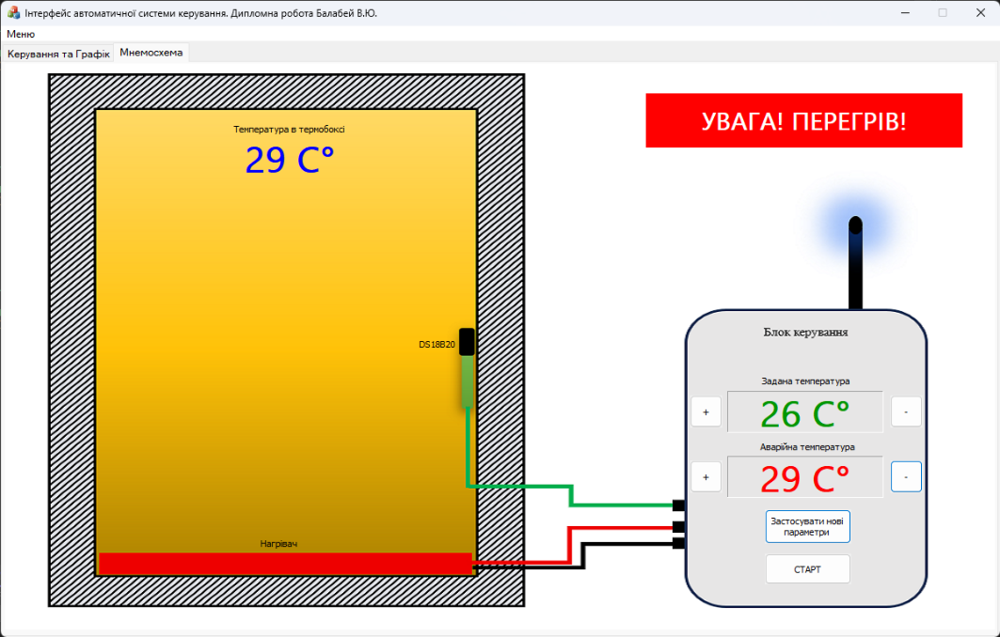 Інтерфейс автоматичної системи керування. Дипломна робота Балабей В.Ю.
Меню
Керування та Графік Мнемосхема
Температура в термобоксі
29 C°
УВАГА! ПЕРЕГРІВ!
DS18B20
Нагрівач
Блок керування
Задана температура
+ 26 C° -
Аварійна температура
+ 29 C° -
Застосувати нові
параметри
СТАРТ